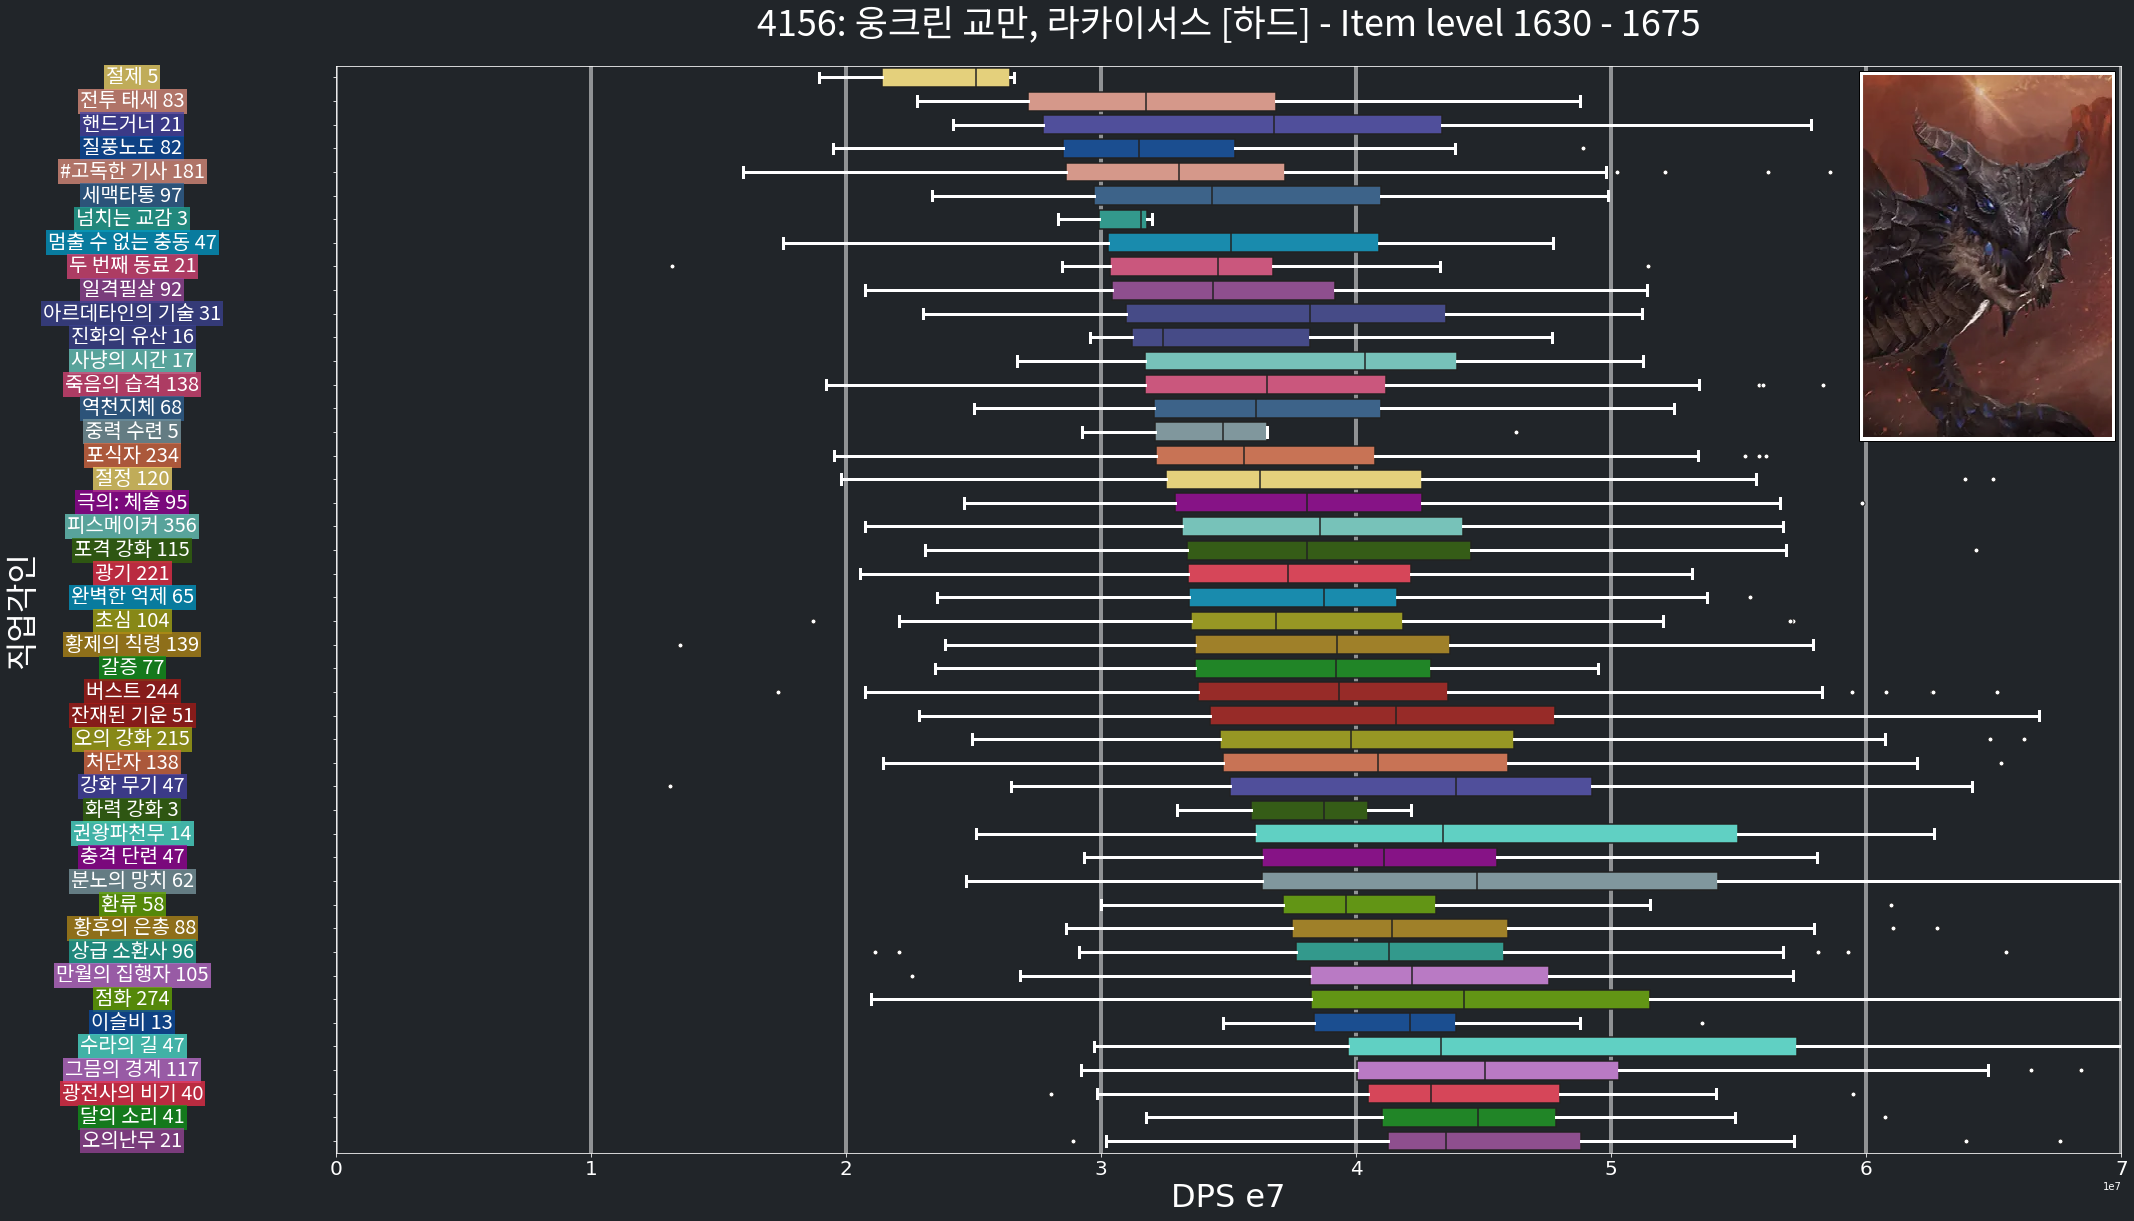 4156: 웅크린 교만, 라카이서스 [하드] - Item level 1630 - 1675
절제 5
전투 태세 83
핸드거너 21
질풍노도 82
#고독한 기사 181
세맥타통 97
넘치는 교감 3
멈출 수 없는 충동 47
두 번째 동료 21
일격필살 92
아르데타인의 기술 31
진화의 유산 16
사냥의 시간 17
죽음의 습격 138
역천지체 68
중력 수련 5
포식자 234
절정 120
극의: 체술 95
피스메이커 356
포격 강화 115
광기 221
완벽한 억제 65
초심 104
황제의 칙령 139
갈증 77
버스트 244
잔재된 기운 51
오의 강화 215
처단자 138
강화 무기 47
화력 강화 3
권왕파천무 14
충격 단련 47
분노의 망치 62
환류 58
황후의 은총 88
상급 소환사 96
만월의 집행자 105
점화 274
이슬비 13
수라의 길 47
그믐의 경계 117
광전사의 비기 40
달의 소리 41
오의난무 21
직업각인
0 1 2 3 4 5 6 7
1e7
DPS e7